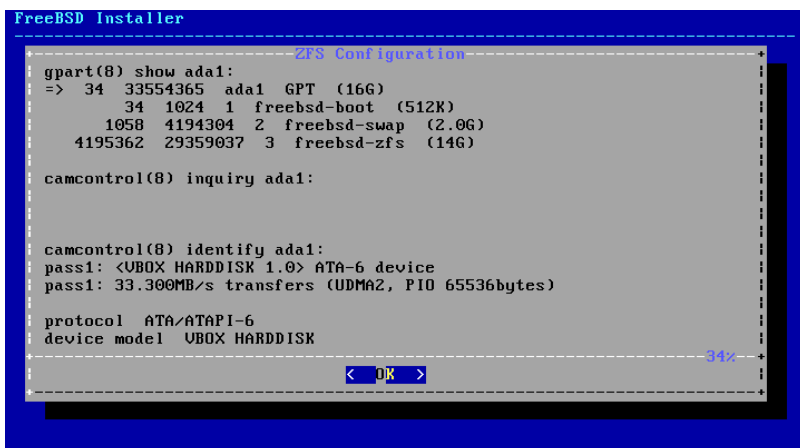 FreeBSD Installer
ZFS Configuration
gpart(8) show ada1:
=> 34 33554365 ada1 GPT (16G)
34 1024 1 freebsd-boot (512K)
1058 4194304 2 freebsd-swap (2.0G)
4195362 29359037 3 freebsd-zfs (14G)
camcontrol(8) inquiry ada1:
camcontrol(8) identify ada1:
pass1: <VBOX HARDDISK 1.0> ATA-6 device
pass1: 33.300MB/s transfers (UDMA2, PIO 65536bytes)
protocol ATA/ATAPI-6
device model VBOX HARDDISK
34%
< OK >